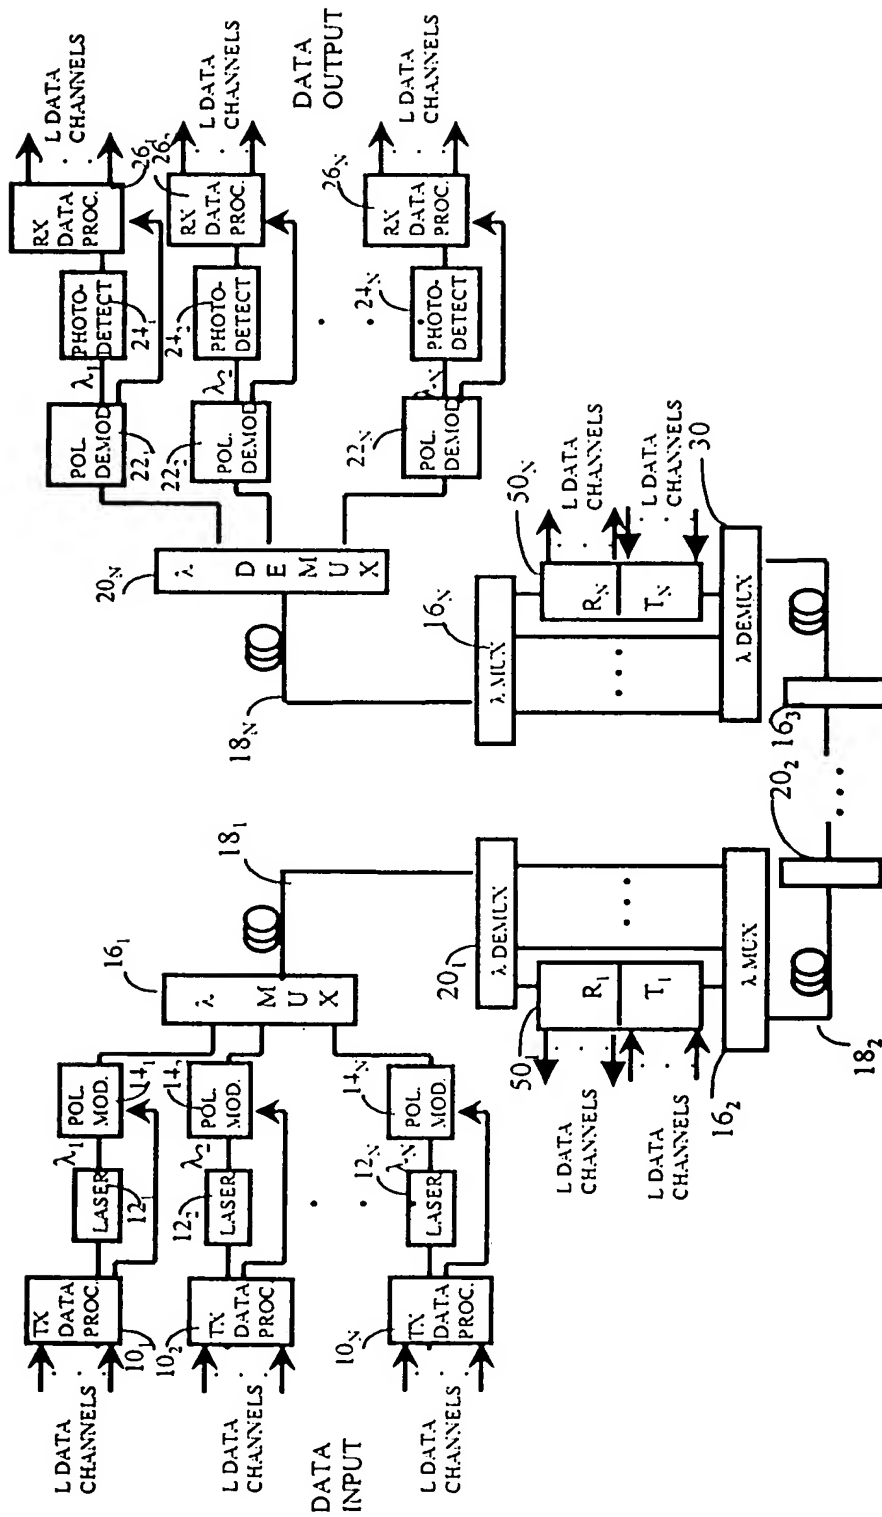 DATA
INPUT
L DATA
CHANNELS
TX
DATA
PROC.
10₁
LASER
12₁
λ₁
POL.
MOD.
14₁
L DATA
CHANNELS
TX
DATA
PROC.
10₂
LASER
12₂
λ₂
POL.
MOD.
14₂
L DATA
CHANNELS
TX
DATA
PROC.
10N
LASER
12N
λN
POL.
MOD.
14N
λ MUX
16₁
18₁
λ DEMUX
20₁
R₁
T₁
50₁
L DATA
CHANNELS
L DATA
CHANNELS
λ MUX
16₂
18₂
20₂
16₃
λ DEMUX
30
RN
TN
50N
L DATA
CHANNELS
L DATA
CHANNELS
λ MUX
16N
18N
λ DEMUX
20N
POL.
DEMOD
22₁
λ₁
PHOTO-
DETECT
24₁
RX
DATA
PROC.
26₁
L DATA
CHANNELS
POL.
DEMOD
22₂
λ₂
PHOTO-
DETECT
24₂
RX
DATA
PROC.
26₂
L DATA
CHANNELS
POL.
DEMOD
22N
λN
PHOTO-
DETECT
24N
RX
DATA
PROC.
26N
L DATA
CHANNELS
DATA
OUTPUT